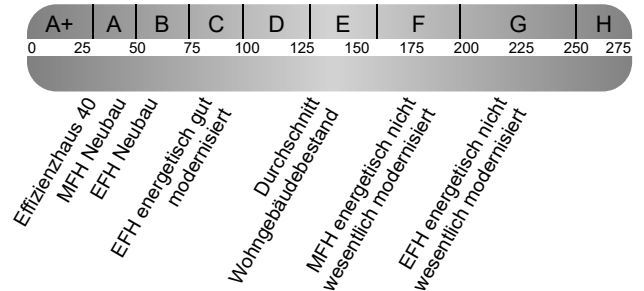 A+ A B C D E F G H
0 25 50 75 100 125 150 175 200 225 250 275
Effizienzhaus 40
MFH Neubau
EFH Neubau
EFH energetisch gut
modernisiert
Durchschnitt
Wohngebäudebestand
MFH energetisch nicht
wesentlich modernisiert
EFH energetisch nicht
wesentlich modernisiert